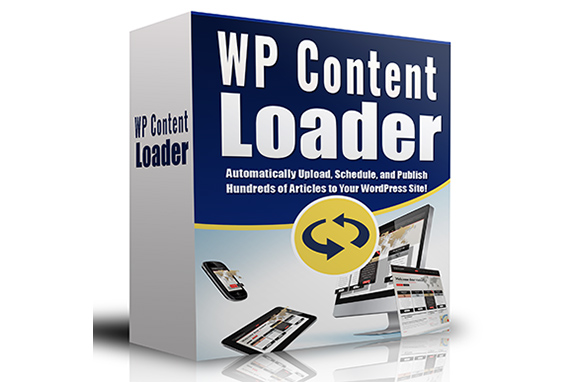 WP Content
Loader
WP Content
Loader
Automatically Upload, Schedule, and Publish
Hundreds of Articles to Your WordPress Site!